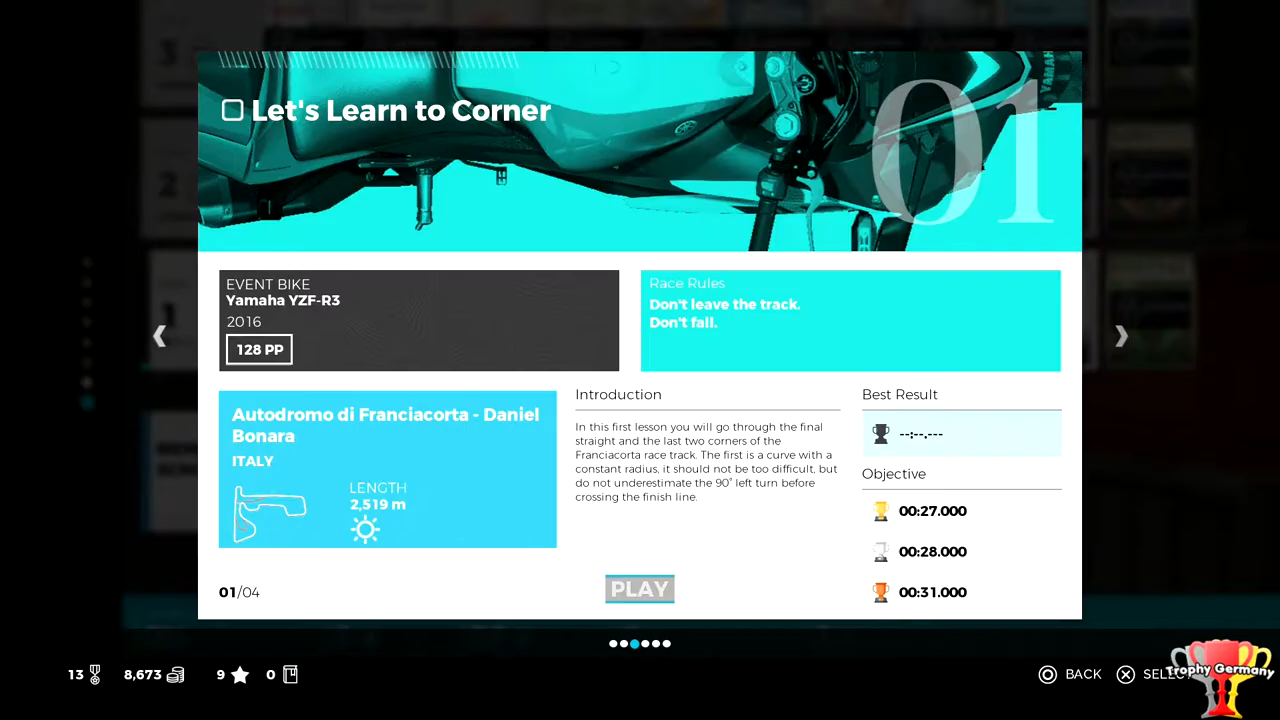 3
2
1
YAMAH
Let's Learn to Corner
01
EVENT BIKE
Yamaha YZF-R3
2016
128 PP
Race Rules
Don't leave the track.
Don't fall.
Autodromo di Franciacorta - Daniel
Bonara
ITALY
LENGTH
2,519 m
Introduction
In this first lesson you will go through the final
straight and the last two corners of the
Franciacorta race track. The first is a curve with a
constant radius, it should not be too difficult, but
do not underestimate the 90° left turn before
crossing the finish line.
Best Result
--:--.---
Objective
00:27.000
00:28.000
00:31.000
01/04
PLAY
13
8,673
9
0
BACK
SELEC
Trophy Germany